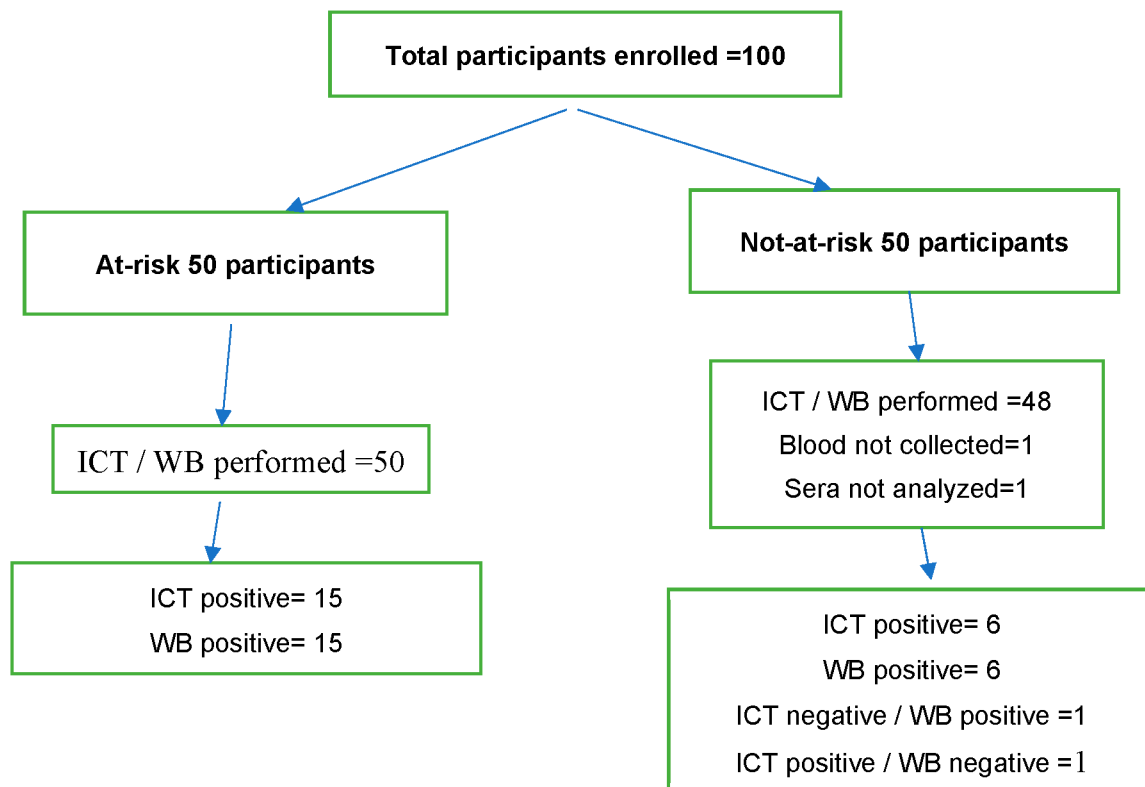 Total participants enrolled =100
At-risk 50 participants
Not-at-risk 50 participants
ICT / WB performed =50
ICT / WB performed =48
Blood not collected=1
Sera not analyzed=1
ICT positive= 15
WB positive= 15
ICT positive= 6
WB positive= 6
ICT negative / WB positive =1
ICT positive / WB negative =1